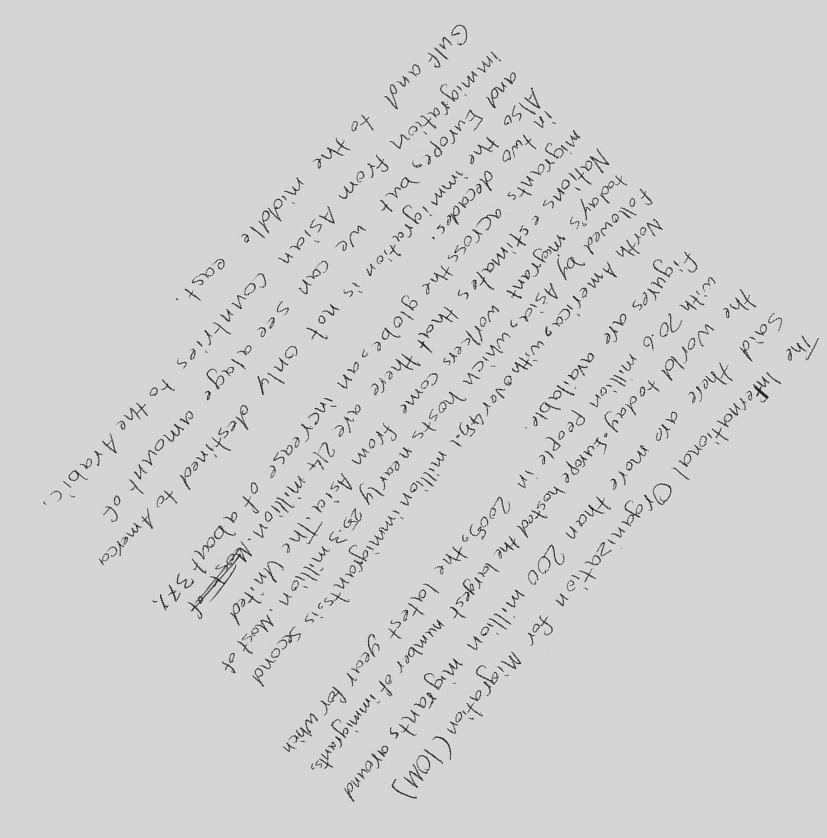 The International Organization for Migration (IOM)
said there are more than 200 million migrants around
the world today. Europe hosted the largest number of immigrants,
with 70.6 million people in 2005, the latest year for which
figures are available.
North America, with over 45.1 million immigrants, is second
followed by Asia, which hosts nearly 25.3 million. Most of
today's migrant workers come from Asia. The United
Nations estimates that there are 214 million.
migrants across the globe, an increase of about 37%
in two decades.
Also the immigration is not only destined to Amerca
and Europe, but we can see alage amount of
immigration from Asian countries to the Arabic.
Gulf and to the middle east.